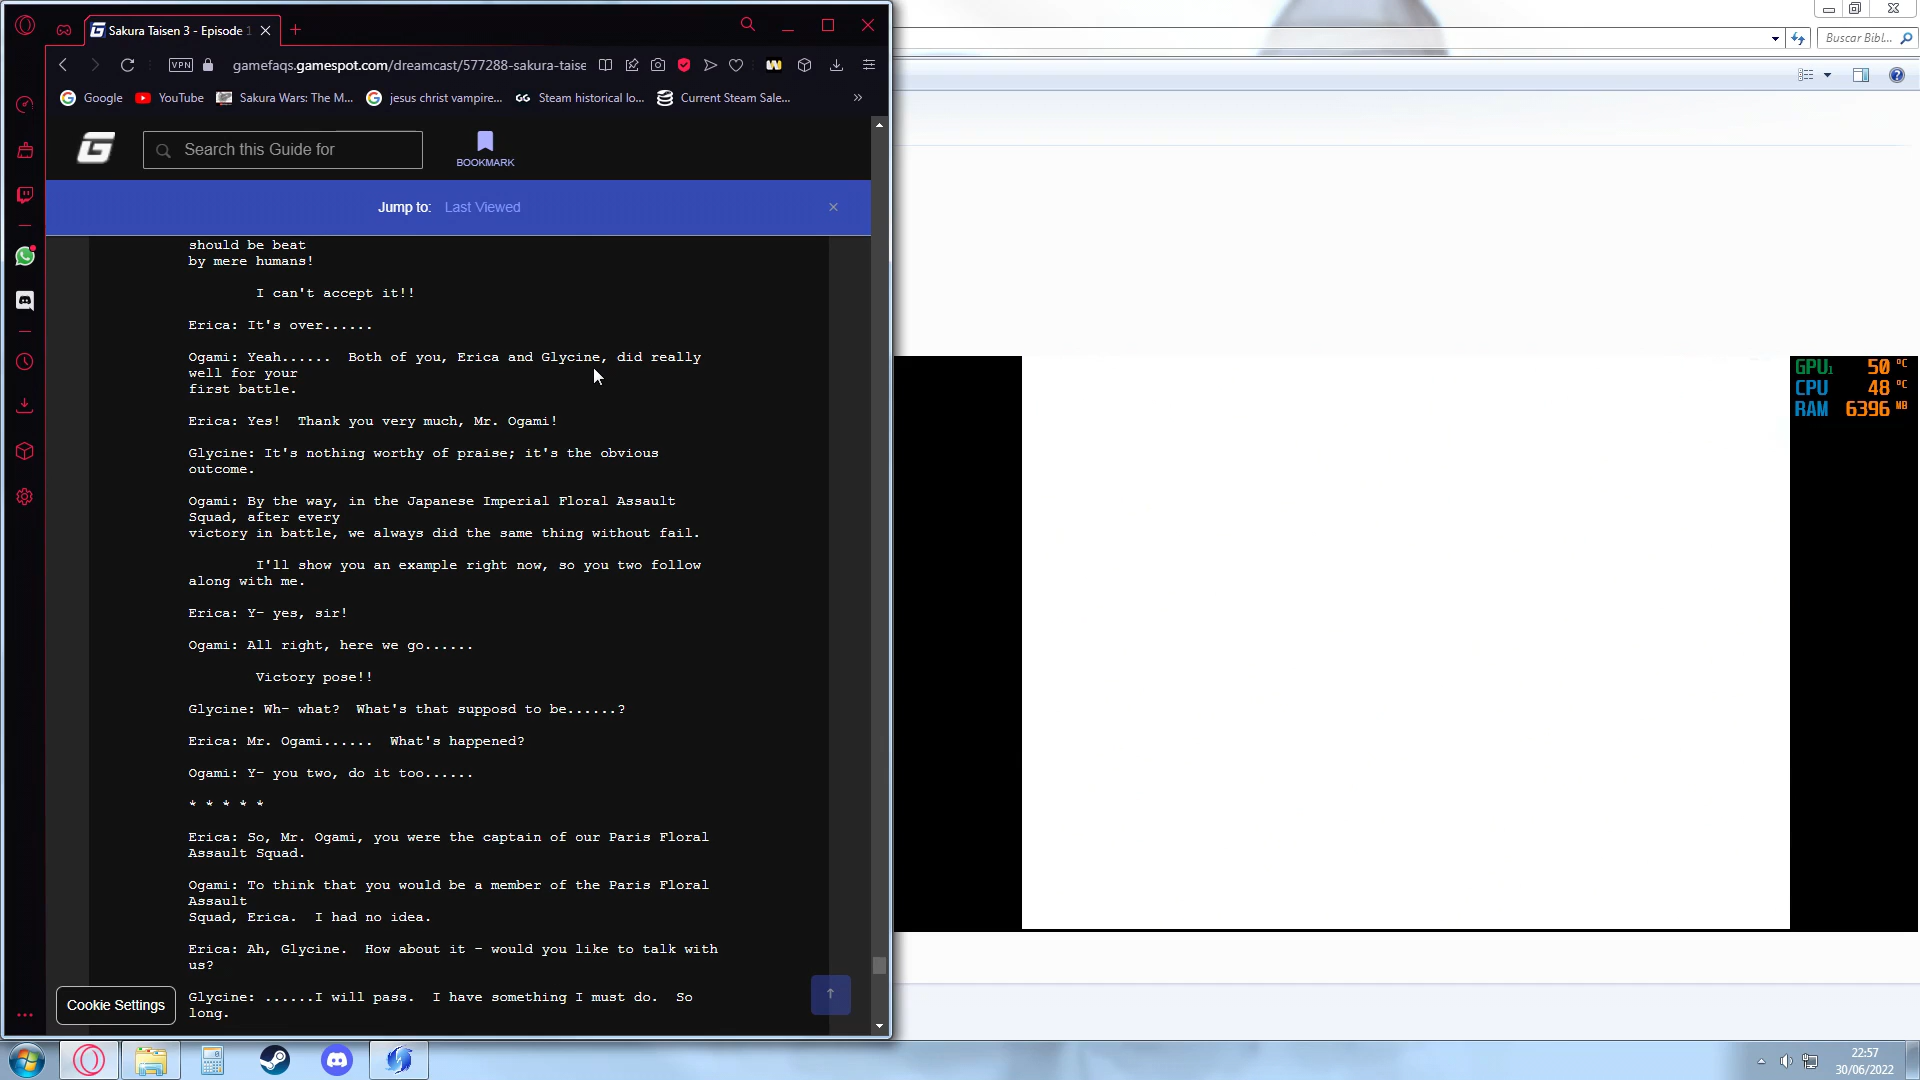 Sakura Taisen 3 - Episode 1
Buscar Bibl...
VPN
gamefaqs.gamespot.com/dreamcast/577288-sakura-taise
Google
YouTube
Sakura Wars: The M...
jesus christ vampire...
Steam historical lo...
Current Steam Sale...
»
Search this Guide for
BOOKMARK
Jump to: Last Viewed
should be beat
by mere humans!
I can't accept it!!
Erica: It's over......
Ogami: Yeah......  Both of you, Erica and Glycine, did really
well for your
first battle.
Erica: Yes!  Thank you very much, Mr. Ogami!
Glycine: It's nothing worthy of praise; it's the obvious
outcome.
Ogami: By the way, in the Japanese Imperial Floral Assault
Squad, after every
victory in battle, we always did the same thing without fail.
I'll show you an example right now, so you two follow
along with me.
Erica: Y- yes, sir!
Ogami: All right, here we go......
Victory pose!!
Glycine: Wh- what?  What's that supposd to be......?
Erica: Mr. Ogami......  What's happened?
Ogami: Y- you two, do it too......
* * * * *
Erica: So, Mr. Ogami, you were the captain of our Paris Floral
Assault Squad.
Ogami: To think that you would be a member of the Paris Floral
Assault
Squad, Erica.  I had no idea.
Erica: Ah, Glycine.  How about it - would you like to talk with
us?
Glycine: ......I will pass.  I have something I must do.  So
long.
Cookie Settings
GPU1 50 °C
CPU 48 °C
RAM 6396 MB
22:57
30/06/2022